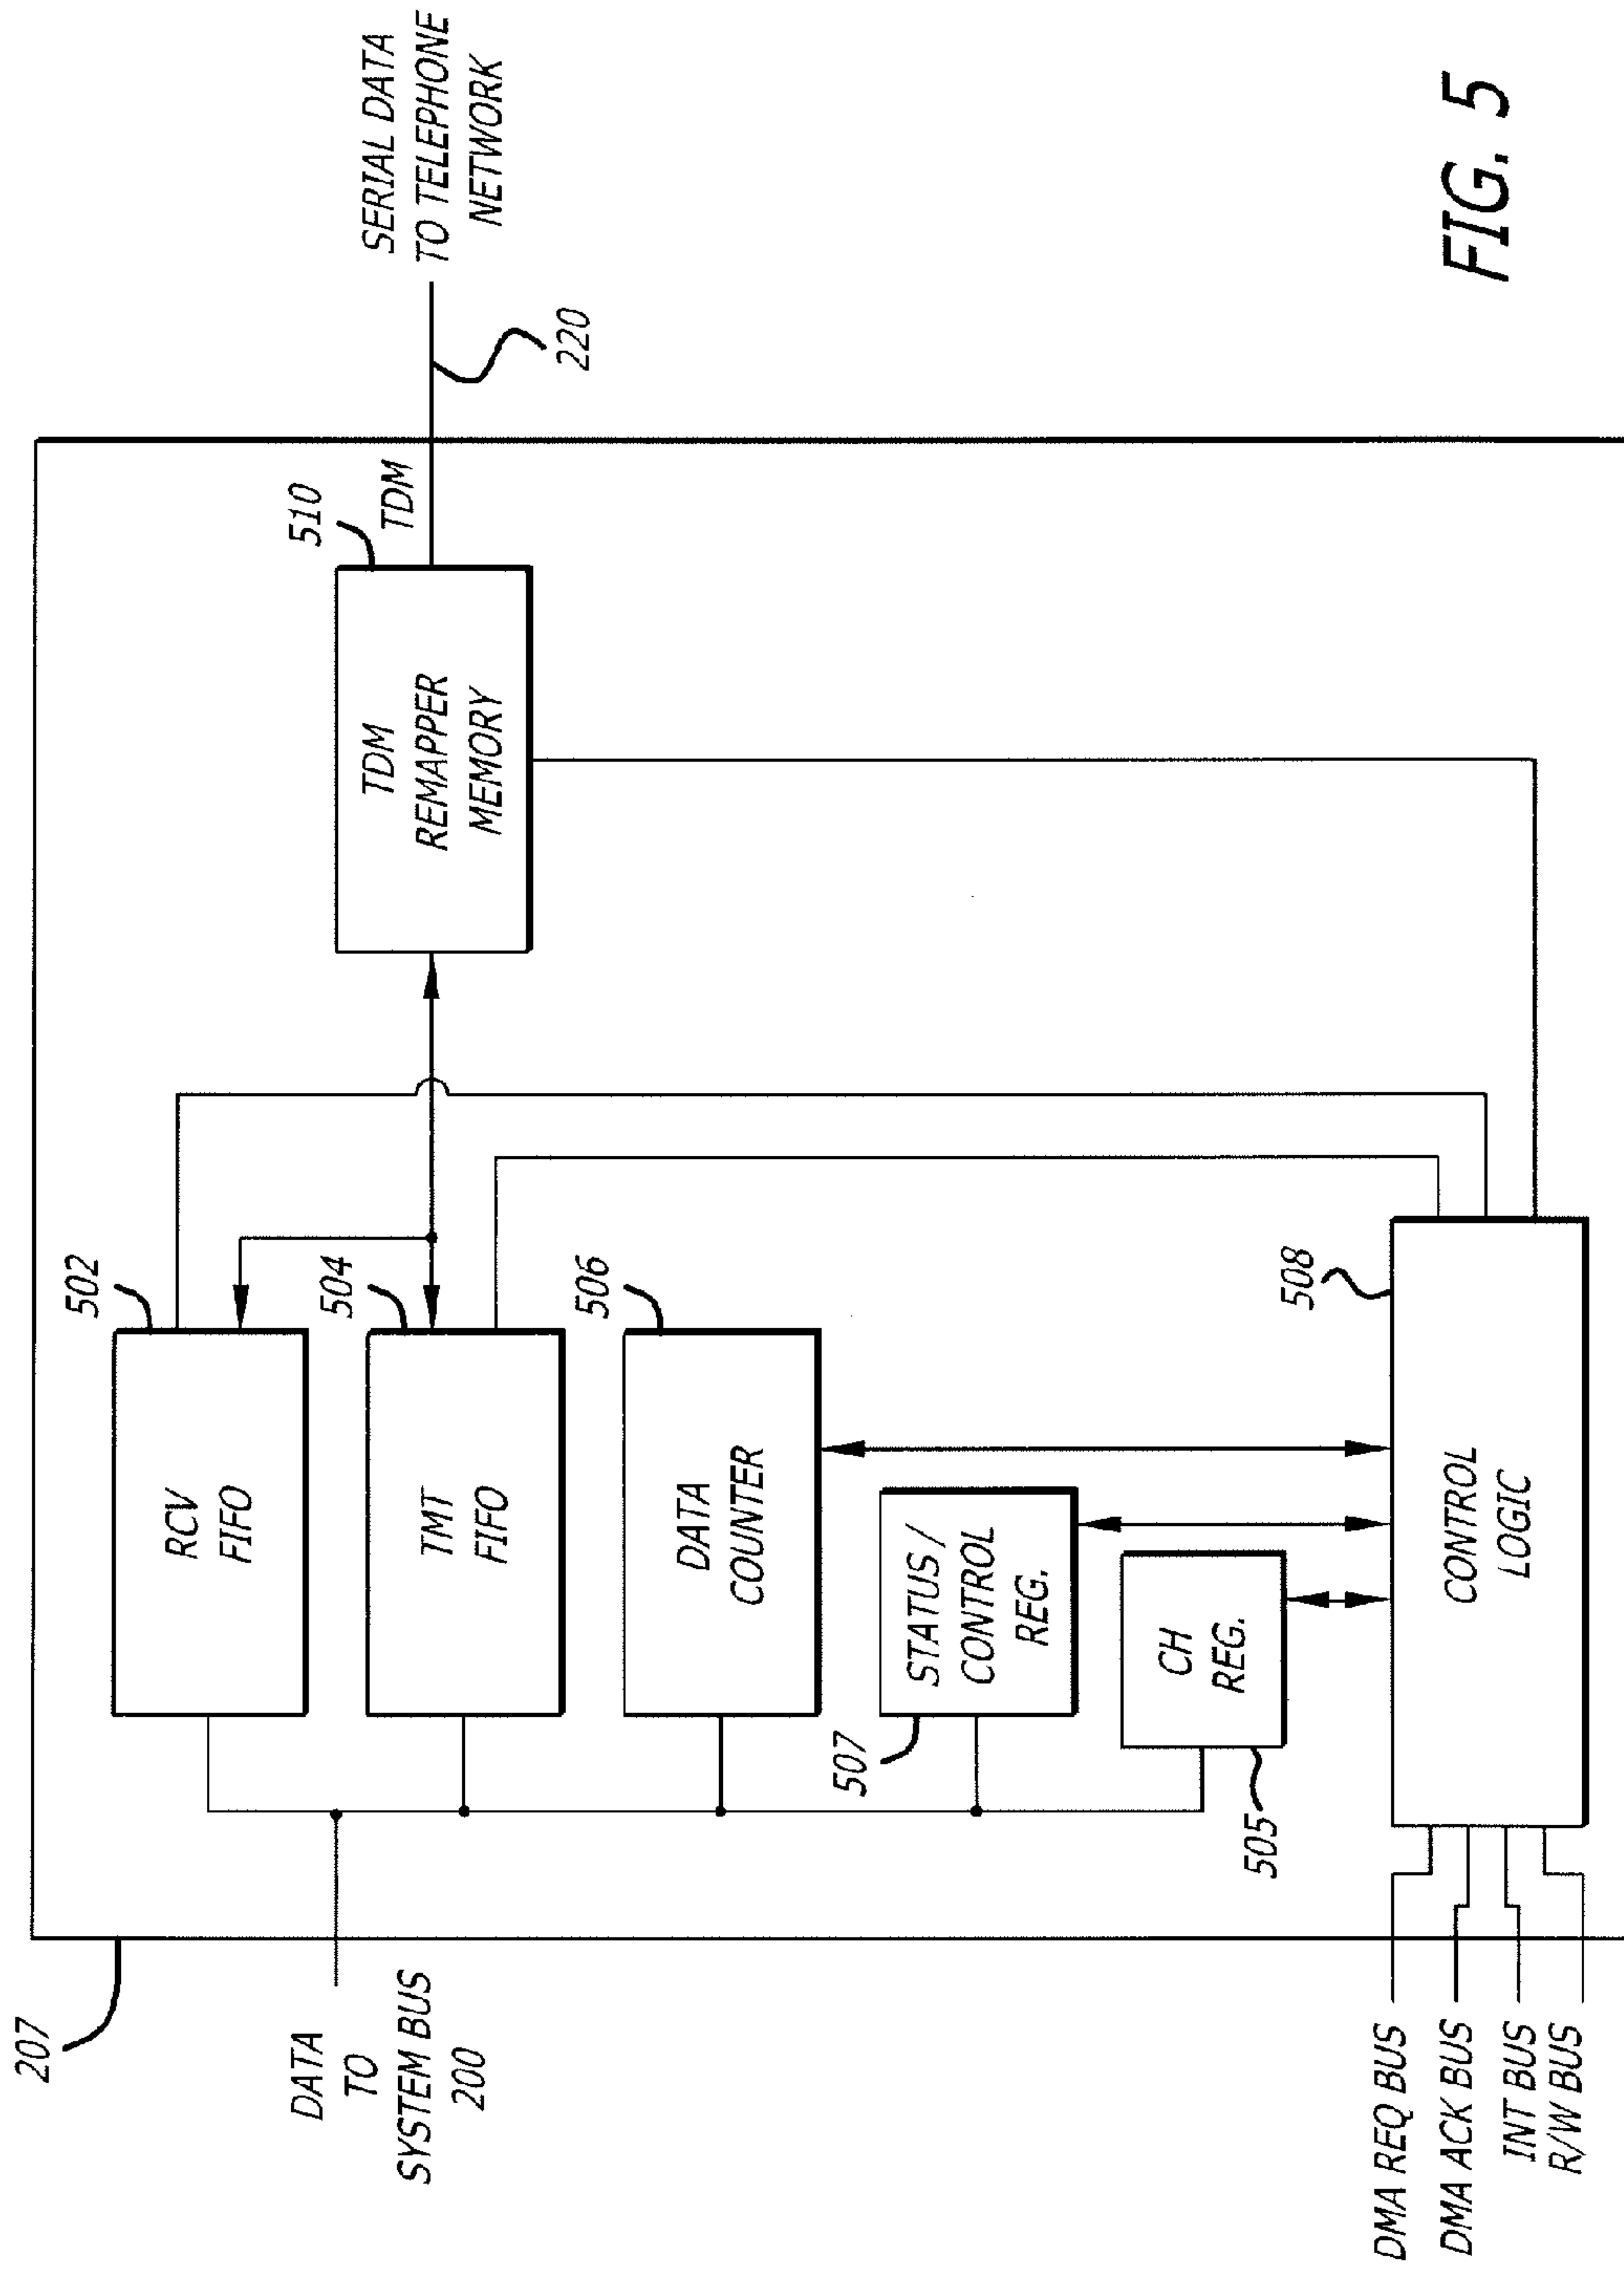 207
502
RCV
FIFO
504
TMT
FIFO
506
DATA
COUNTER
507
STATUS /
CONTROL
REG.
CH
REG.
505
508
CONTROL
LOGIC
510
TDM
REMAPPER
MEMORY
TDM
220
SERIAL DATA
TO TELEPHONE
NETWORK
DATA
TO
SYSTEM BUS
200
DMA REQ BUS
DMA ACK BUS
INT BUS
R/W BUS
FIG. 5